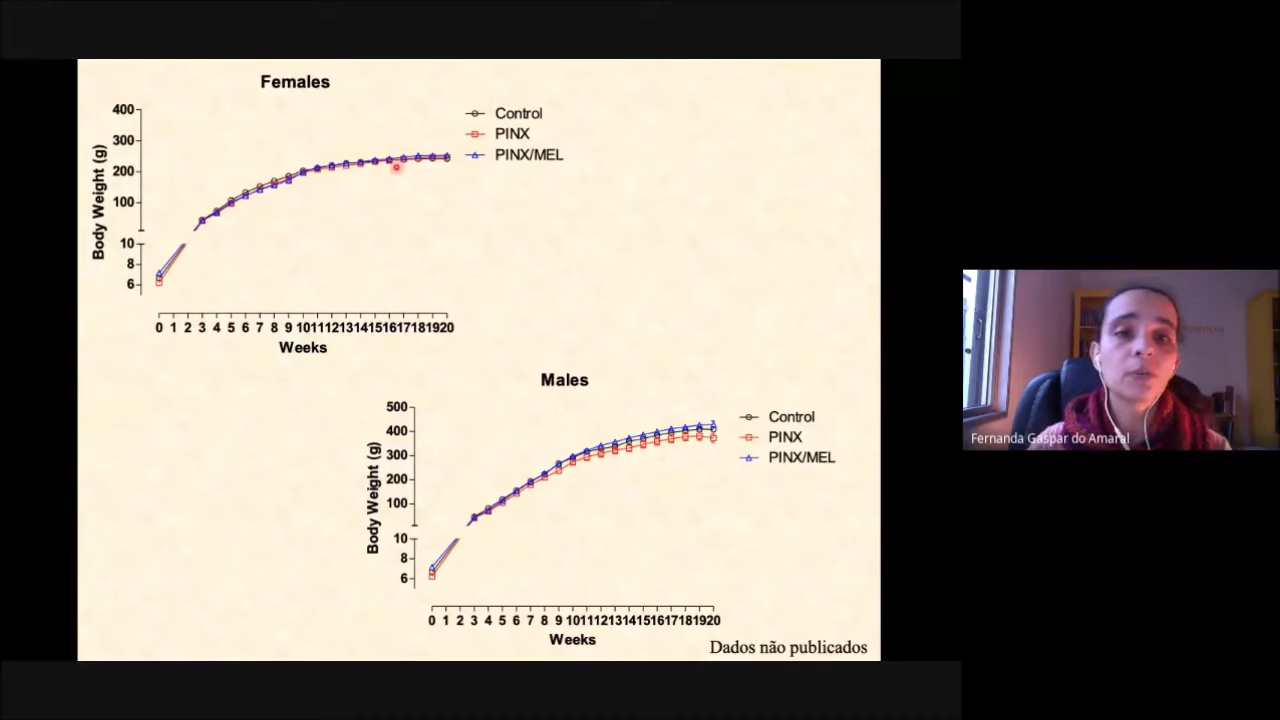 Females
400
300
200
100
10
8
6
Body Weight (g)
Control
PINX
PINX/MEL
0 1 2 3 4 5 6 7 8 9 10 11 12 13 14 15 16 17 18 19 20
Weeks
Males
500
400
300
200
100
10
8
6
Body Weight (g)
Control
PINX
PINX/MEL
0 1 2 3 4 5 6 7 8 9 10 11 12 13 14 15 16 17 18 19 20
Weeks
Dados não publicados
Fernanda Gaspar do Amaral